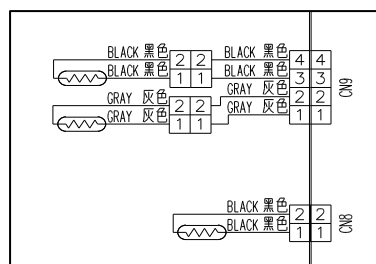 BLACK 黑色 2 2 BLACK 黑色 4 4
BLACK 黑色 1 1 BLACK 黑色 3 3
GRAY 灰色 2 2 GRAY 灰色 2 2
GRAY 灰色 1 1 GRAY 灰色 1 1
CN9
BLACK 黑色 2 2
BLACK 黑色 1 1
CN8